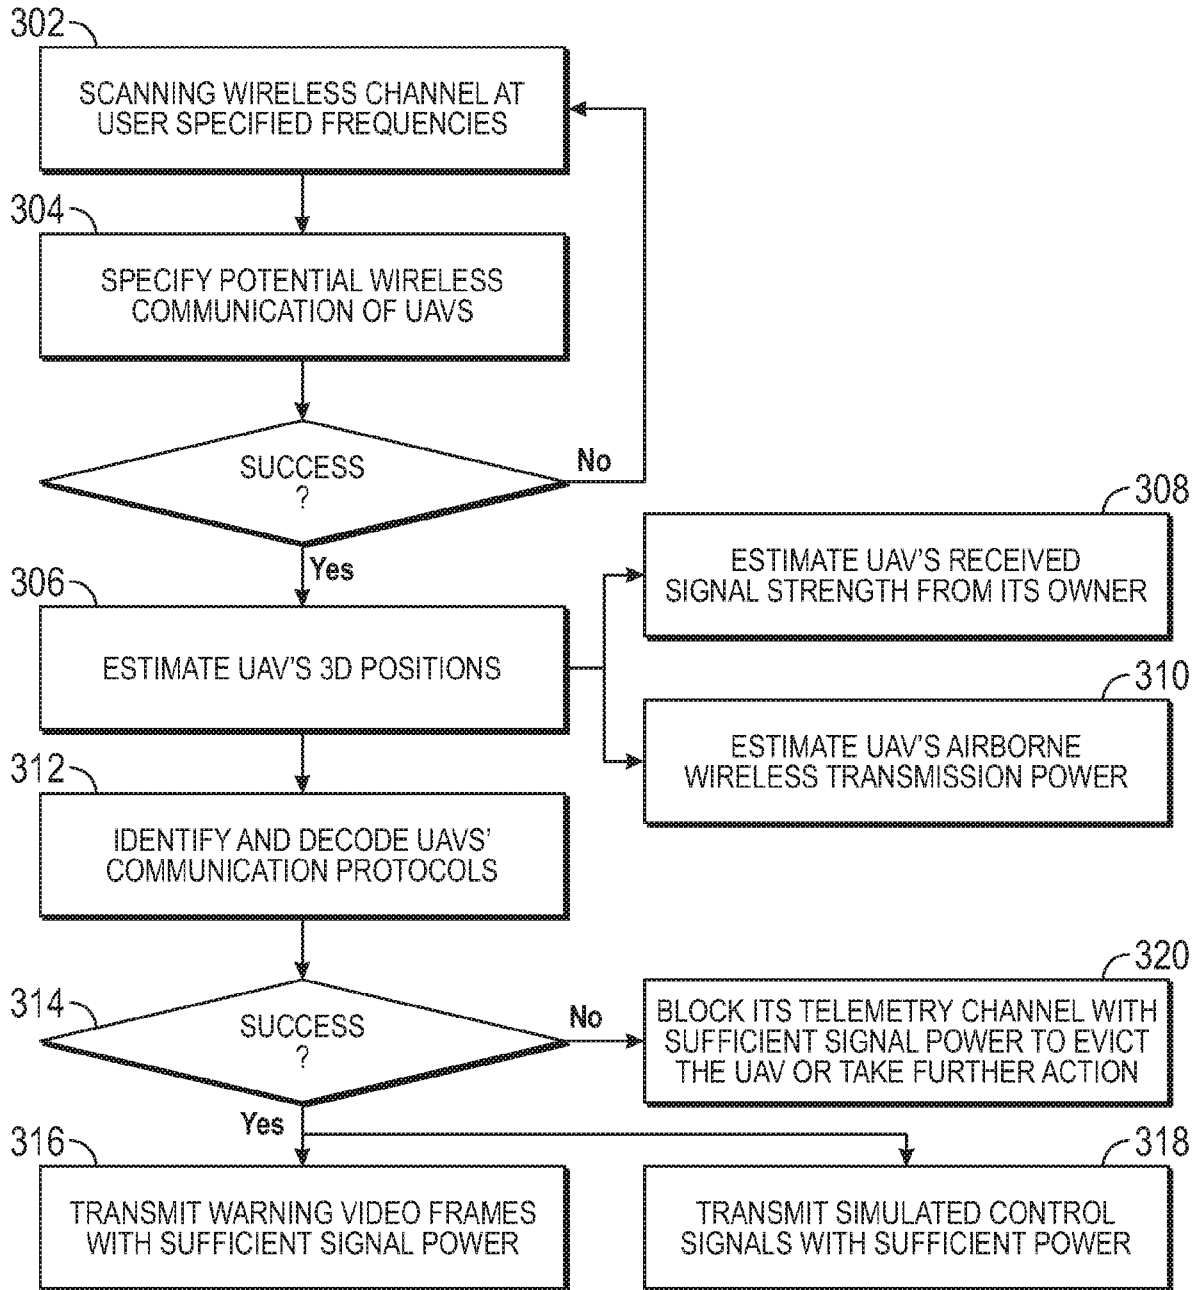 302
SCANNING WIRELESS CHANNEL AT
USER SPECIFIED FREQUENCIES
304
SPECIFY POTENTIAL WIRELESS
COMMUNICATION OF UAVS
SUCCESS
?
No
Yes
306
ESTIMATE UAV'S 3D POSITIONS
308
ESTIMATE UAV'S RECEIVED
SIGNAL STRENGTH FROM ITS OWNER
310
ESTIMATE UAV'S AIRBORNE
WIRELESS TRANSMISSION POWER
312
IDENTIFY AND DECODE UAVS'
COMMUNICATION PROTOCOLS
314
SUCCESS
?
No
Yes
320
BLOCK ITS TELEMETRY CHANNEL WITH
SUFFICIENT SIGNAL POWER TO EVICT
THE UAV OR TAKE FURTHER ACTION
316
TRANSMIT WARNING VIDEO FRAMES
WITH SUFFICIENT SIGNAL POWER
318
TRANSMIT SIMULATED CONTROL
SIGNALS WITH SUFFICIENT POWER